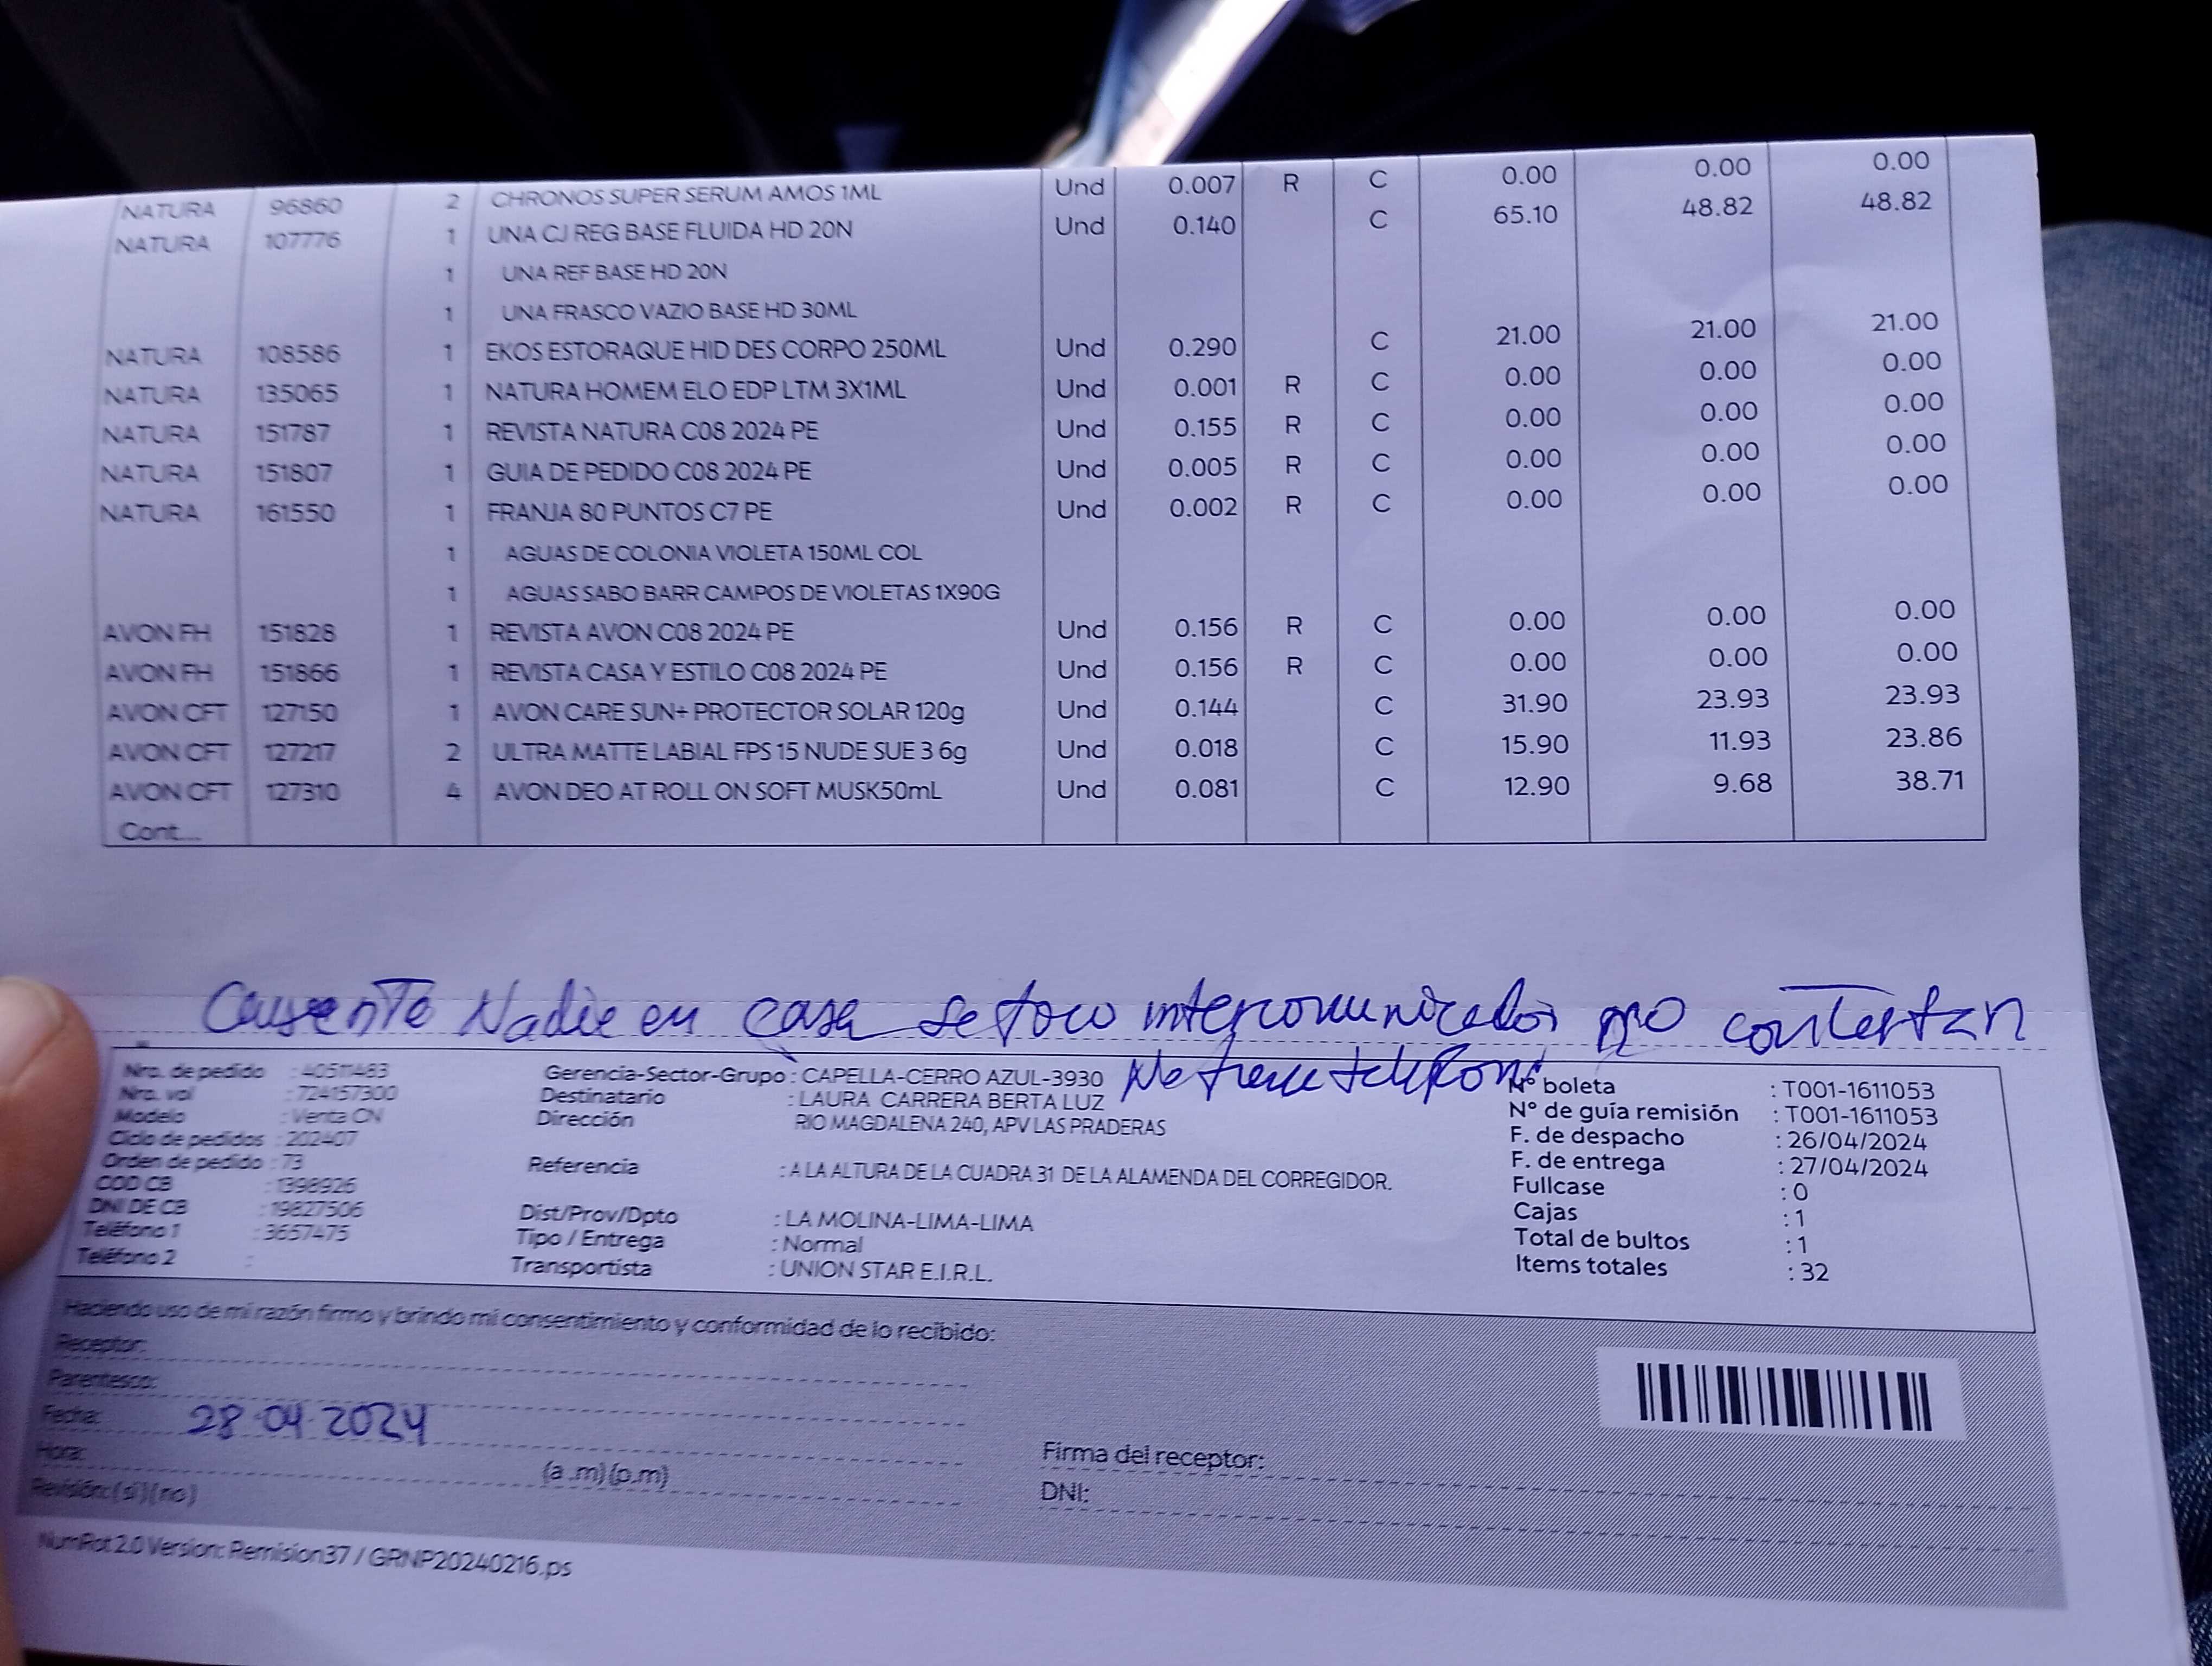 NATURA 96860 2 CHRONOS SUPER SERUM AMOS 1ML Und 0.007 R C 0.00 0.00 0.00
NATURA 107776 1 UNA CJ REG BASE FLUIDA HD 20N Und 0.140 C 65.10 48.82 48.82
1 UNA REF BASE HD 20N
1 UNA FRASCO VAZIO BASE HD 30ML
NATURA 108586 1 EKOS ESTORAQUE HID DES CORPO 250ML Und 0.290 C 21.00 21.00 21.00
NATURA 135065 1 NATURA HOMEM ELO EDP LTM 3X1ML Und 0.001 R C 0.00 0.00 0.00
NATURA 151787 1 REVISTA NATURA C08 2024 PE Und 0.155 R C 0.00 0.00 0.00
NATURA 151807 1 GUIA DE PEDIDO C08 2024 PE Und 0.005 R C 0.00 0.00 0.00
NATURA 161550 1 FRANJA 80 PUNTOS C7 PE Und 0.002 R C 0.00 0.00 0.00
1 AGUAS DE COLONIA VIOLETA 150ML COL
1 AGUAS SABO BARR CAMPOS DE VIOLETAS 1X90G
AVON FH 151828 1 REVISTA AVON C08 2024 PE Und 0.156 R C 0.00 0.00 0.00
AVON FH 151866 1 REVISTA CASA Y ESTILO C08 2024 PE Und 0.156 R C 0.00 0.00 0.00
AVON CFT 127150 1 AVON CARE SUN+ PROTECTOR SOLAR 120g Und 0.144 C 31.90 23.93 23.93
AVON CFT 127217 2 ULTRA MATTE LABIAL FPS 15 NUDE SUE 3 6g Und 0.018 C 15.90 11.93 23.86
AVON CFT 127310 4 AVON DEO AT ROLL ON SOFT MUSK50mL Und 0.081 C 12.90 9.68 38.71
Cont....
Nadie en casa se toco intercomunicador no contestan
No tiene telefono
Nro. de pedido : 40511483
Nro. vol : 724157300
Modelo : Venta CN
Ciclo de pedidos : 202407
Orden de pedido : 73
COD CB : 1398926
DNI DE CB : 19827506
Teléfono 1 : 3657475
Teléfono 2 :
Gerencia-Sector-Grupo : CAPELLA-CERRO AZUL-3930
Destinatario : LAURA CARRERA BERTA LUZ
Dirección RIO MAGDALENA 240, APV LAS PRADERAS
Referencia : A LA ALTURA DE LA CUADRA 31 DE LA ALAMENDA DEL CORREGIDOR.
Dist/Prov/Dpto : LA MOLINA-LIMA-LIMA
Tipo / Entrega : Normal
Transportista : UNION STAR E.I.R.L.
N° boleta : T001-1611053
N° de guía remisión : T001-1611053
F. de despacho : 26/04/2024
F. de entrega : 27/04/2024
Fullcase : 0
Cajas : 1
Total de bultos : 1
Items totales : 32
Haciendo uso de mi razón firmo y brindo mi consentimiento y conformidad de lo recibido:
Receptor:
Parentesco:
Fecha: 28-04-2024
Hora: (a .m) (p.m)
Revisión: ( si ) ( no )
Firma del receptor:
DNI:
NumRot 2.0 Version: Remision37 / GRNP20240216.ps